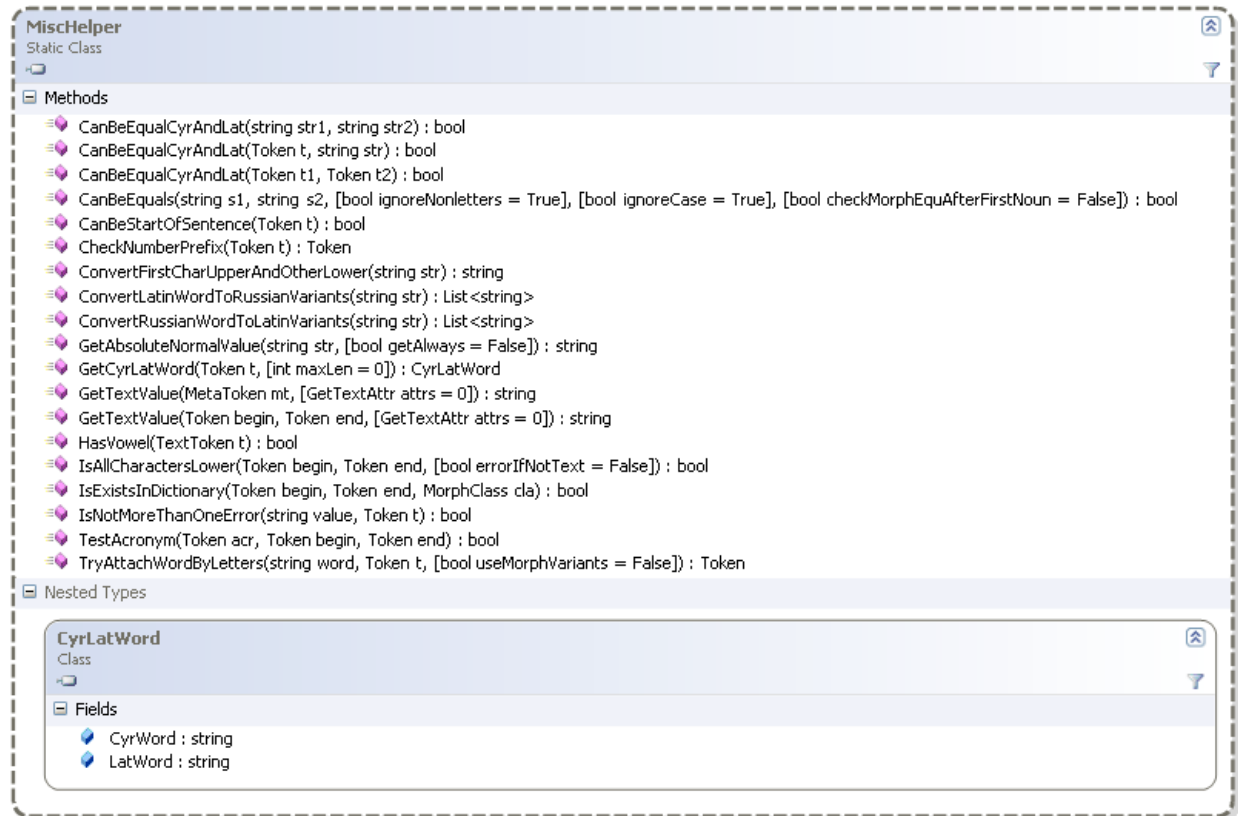 MiscHelper
Static Class
Methods
CanBeEqualCyrAndLat(string str1, string str2) : bool
CanBeEqualCyrAndLat(Token t, string str) : bool
CanBeEqualCyrAndLat(Token t1, Token t2) : bool
CanBeEquals(string s1, string s2, [bool ignoreNonletters = True], [bool ignoreCase = True], [bool checkMorphEquAfterFirstNoun = False]) : bool
CanBeStartOfSentence(Token t) : bool
CheckNumberPrefix(Token t) : Token
ConvertFirstCharUpperAndOtherLower(string str) : string
ConvertLatinWordToRussianVariants(string str) : List<string>
ConvertRussianWordToLatinVariants(string str) : List<string>
GetAbsoluteNormalValue(string str, [bool getAlways = False]) : string
GetCyrLatWord(Token t, [int maxLen = 0]) : CyrLatWord
GetTextValue(MetaToken mt, [GetTextAttr attrs = 0]) : string
GetTextValue(Token begin, Token end, [GetTextAttr attrs = 0]) : string
HasVowel(TextToken t) : bool
IsAllCharactersLower(Token begin, Token end, [bool errorIfNotText = False]) : bool
IsExistsInDictionary(Token begin, Token end, MorphClass cla) : bool
IsNotMoreThanOneError(string value, Token t) : bool
TestAcronym(Token acr, Token begin, Token end) : bool
TryAttachWordByLetters(string word, Token t, [bool useMorphVariants = False]) : Token
Nested Types
CyrLatWord
Class
Fields
CyrWord : string
LatWord : string